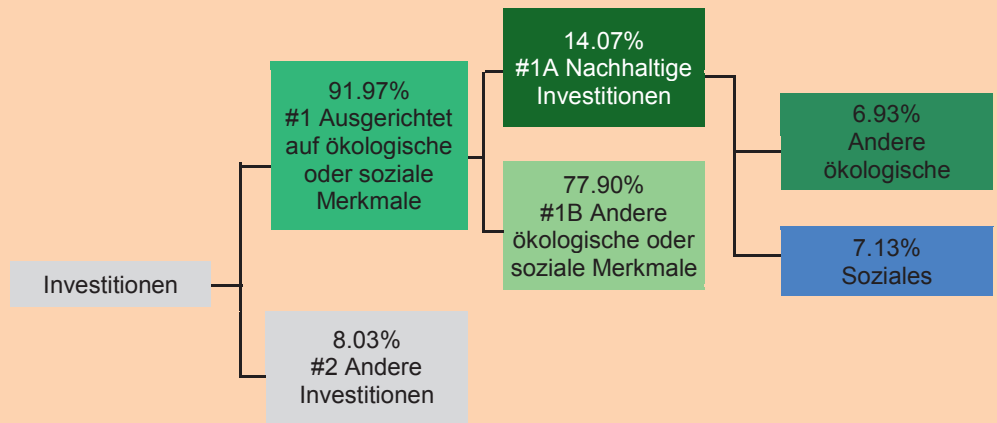 Investitionen
91.97%
#1 Ausgerichtet
auf ökologische
oder soziale
Merkmale
8.03%
#2 Andere
Investitionen
14.07%
#1A Nachhaltige
Investitionen
77.90%
#1B Andere
ökologische oder
soziale Merkmale
6.93%
Andere
ökologische
7.13%
Soziales